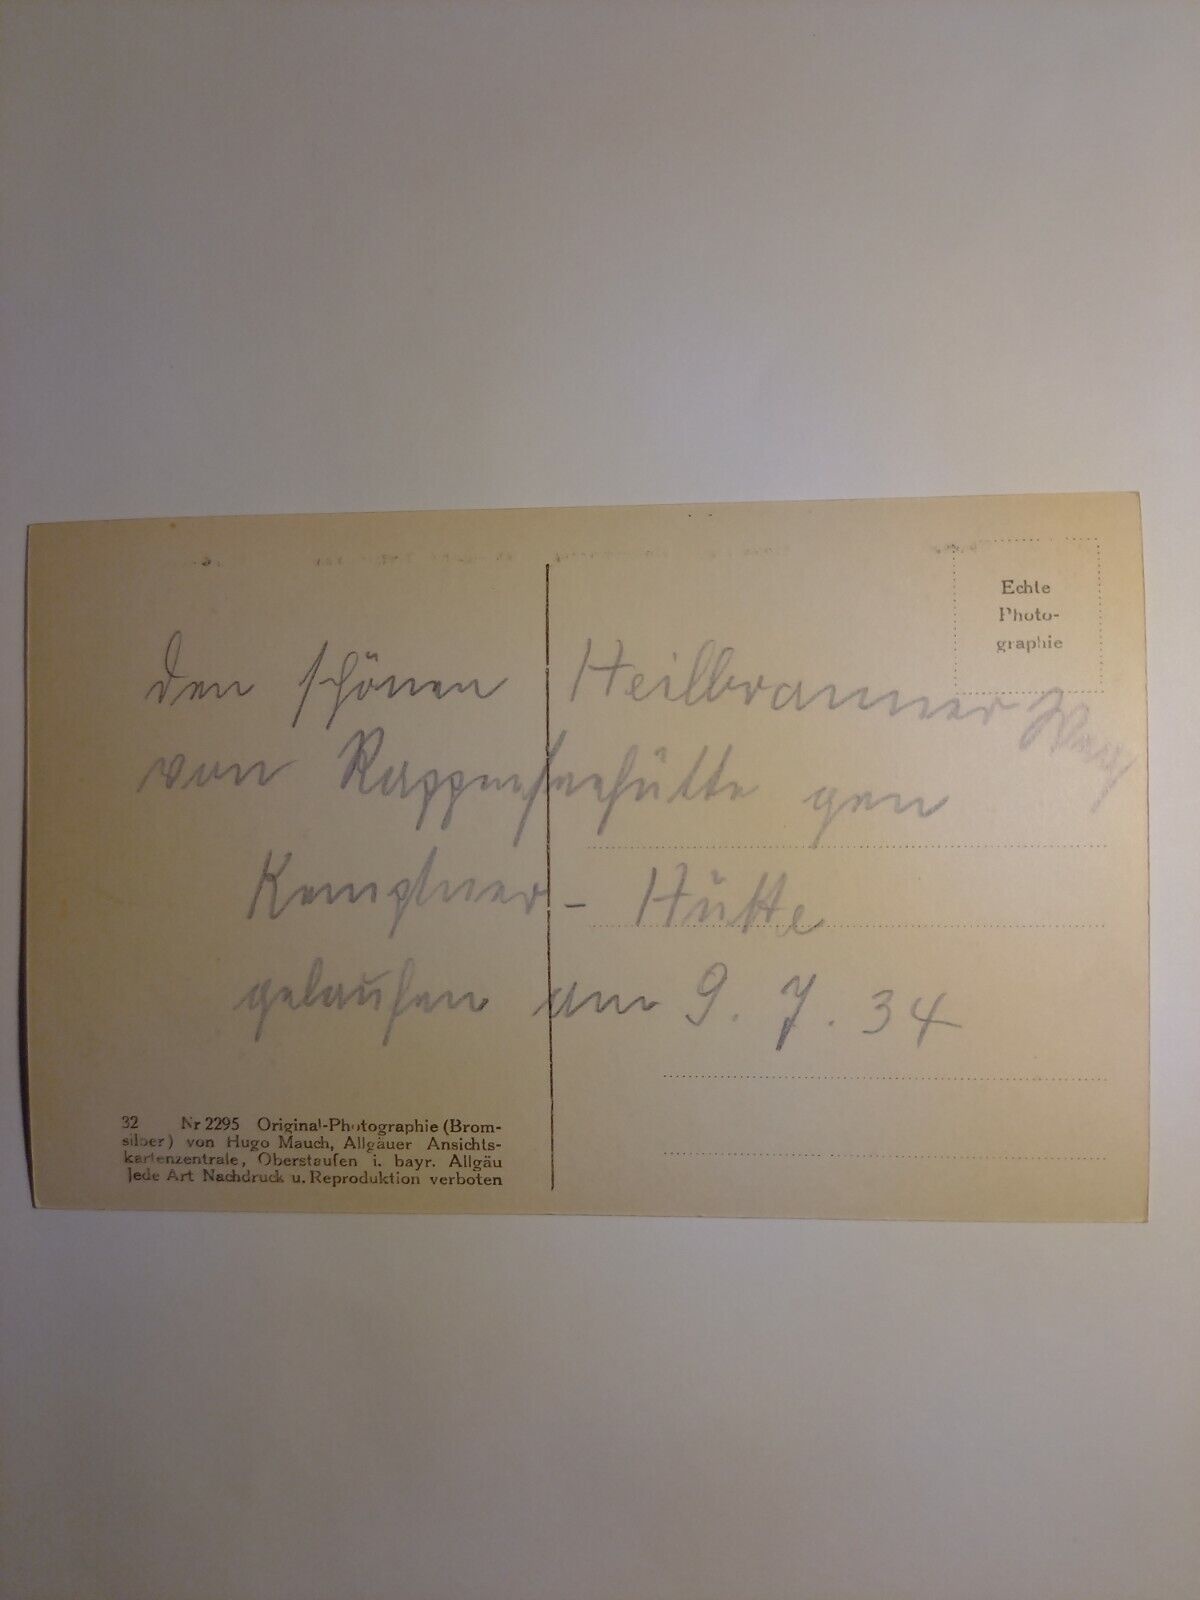 Echte
Photo-
graphie
den schönen Heilbronner Weg
von Rappenseehütte gen
Kemptner - Hütte
gelaufen am 9. 7. 34
32 Nr 2295 Original-Photographie (Brom-
silber) von Hugo Mauch, Allgäuer Ansichts-
kartenzentrale, Oberstaufen i. bayr. Allgäu
Jede Art Nachdruck u. Reproduktion verboten